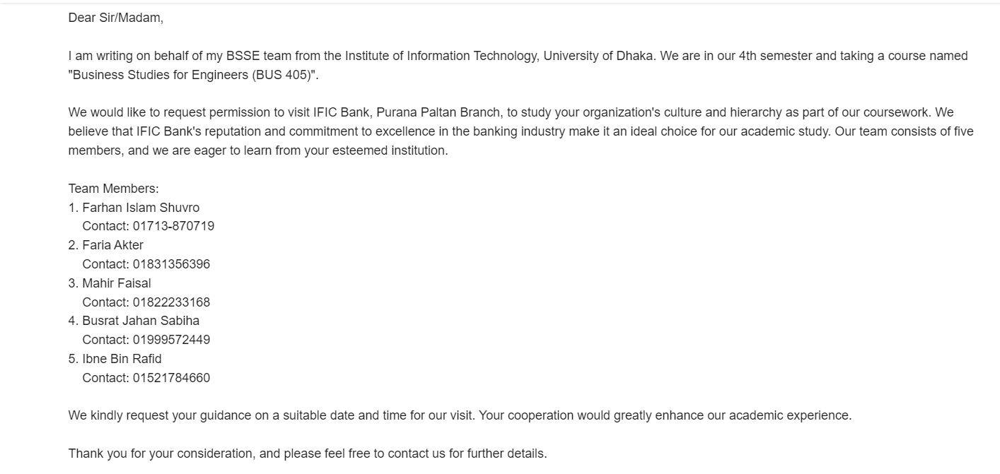 Dear Sir/Madam,
I am writing on behalf of my BSSE team from the Institute of Information Technology, University of Dhaka. We are in our 4th semester and taking a course named
"Business Studies for Engineers (BUS 405)".
We would like to request permission to visit IFIC Bank, Purana Paltan Branch, to study your organization's culture and hierarchy as part of our coursework. We
believe that IFIC Bank's reputation and commitment to excellence in the banking industry make it an ideal choice for our academic study. Our team consists of five
members, and we are eager to learn from your esteemed institution.
Team Members:
1. Farhan Islam Shuvro
Contact: 01713-870719
2. Faria Akter
Contact: 01831356396
3. Mahir Faisal
Contact: 01822233168
4. Busrat Jahan Sabiha
Contact: 01999572449
5. Ibne Bin Rafid
Contact: 01521784660
We kindly request your guidance on a suitable date and time for our visit. Your cooperation would greatly enhance our academic experience.
Thank you for your consideration, and please feel free to contact us for further details.